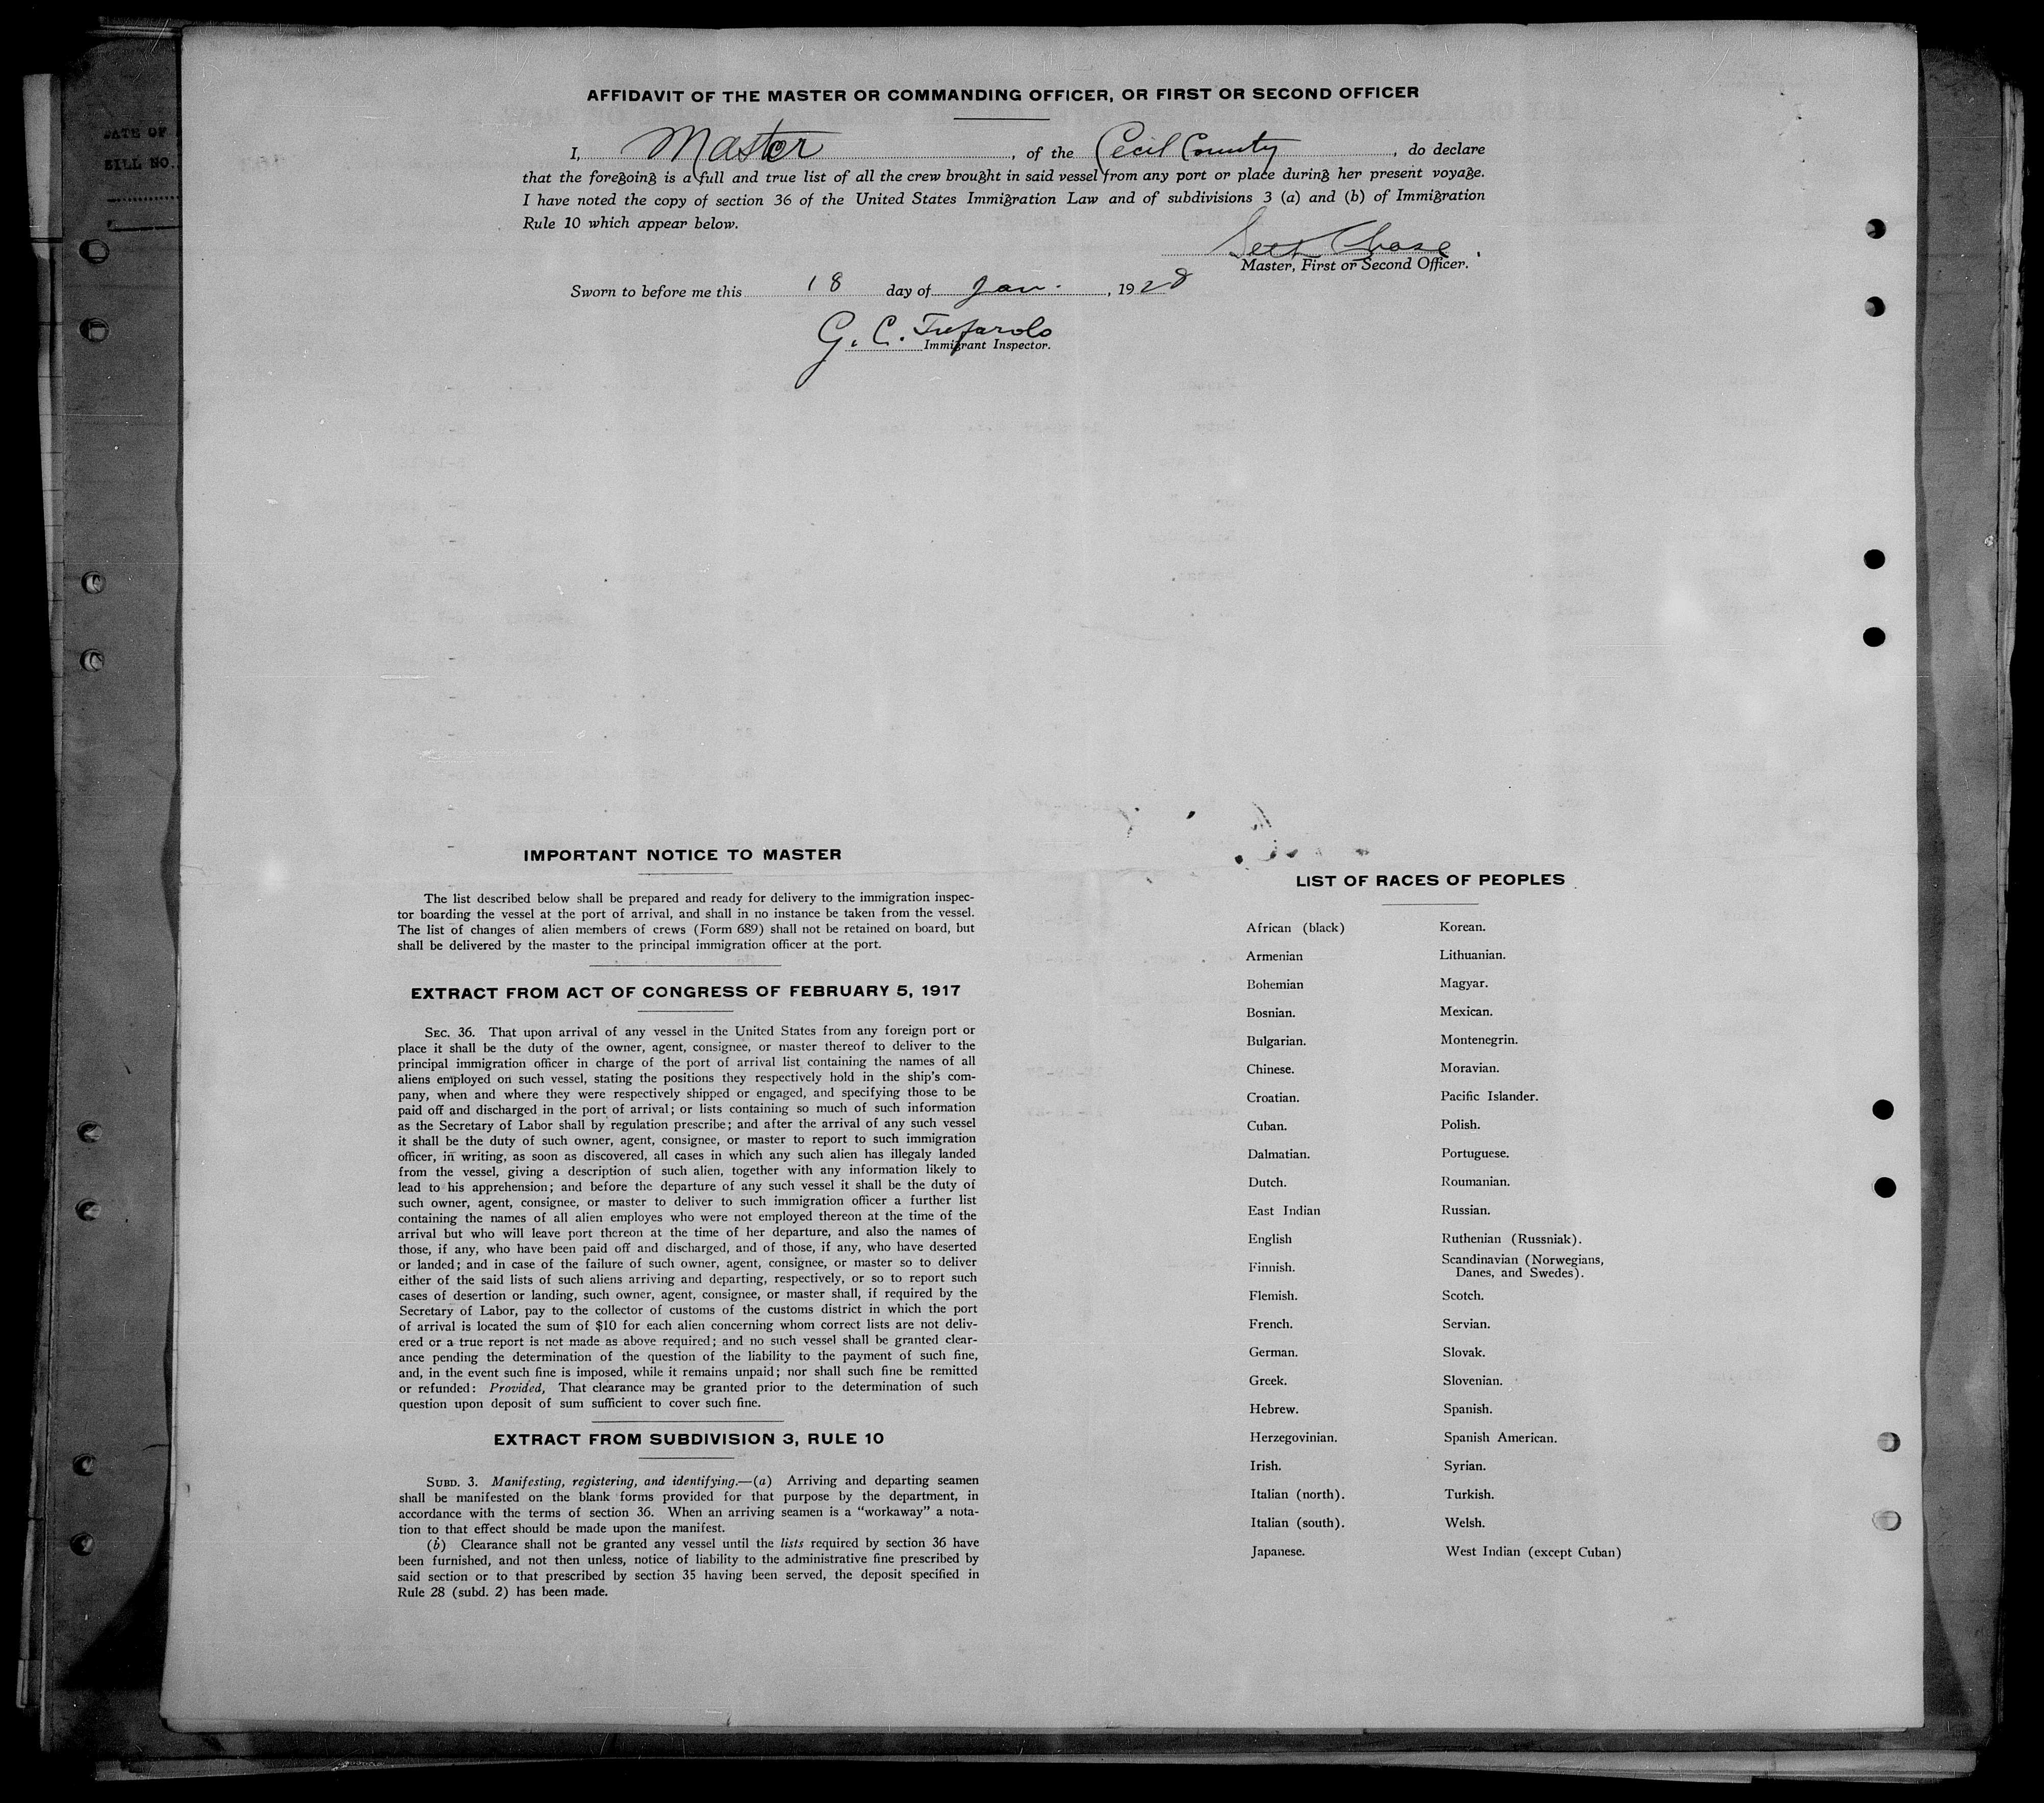 DATE OF
BILL NO.
AFFIDAVIT OF THE MASTER OR COMMANDING OFFICER, OR FIRST OR SECOND OFFICER
I, Master, of the Cecil County, do declare
that the foregoing is a full and true list of all the crew brought in said vessel from any port or place during her present voyage.
I have noted the copy of section 36 of the United States Immigration Law and of subdivisions 3 (a) and (b) of Immigration
Rule 10 which appear below.
Seth Chase.
Master, First or Second Officer.
Sworn to before me this 18 day of Jan., 1928
G. C.
Immigrant Inspector.
IMPORTANT NOTICE TO MASTER
The list described below shall be prepared and ready for delivery to the immigration inspec-
tor boarding the vessel at the port of arrival, and shall in no instance be taken from the vessel.
The list of changes of alien members of crews (Form 689) shall not be retained on board, but
shall be delivered by the master to the principal immigration officer at the port.
EXTRACT FROM ACT OF CONGRESS OF FEBRUARY 5, 1917
SEC. 36. That upon arrival of any vessel in the United States from any foreign port or
place it shall be the duty of the owner, agent, consignee, or master thereof to deliver to the
principal immigration officer in charge of the port of arrival list containing the names of all
aliens employed on such vessel, stating the positions they respectively hold in the ship's com-
pany, when and where they were respectively shipped or engaged, and specifying those to be
paid off and discharged in the port of arrival; or lists containing so much of such information
as the Secretary of Labor shall by regulation prescribe; and after the arrival of any such vessel
it shall be the duty of such owner, agent, consignee, or master to report to such immigration
officer, in writing, as soon as discovered, all cases in which any such alien has illegaly landed
from the vessel, giving a description of such alien, together with any information likely to
lead to his apprehension; and before the departure of any such vessel it shall be the duty of
such owner, agent, consignee, or master to deliver to such immigration officer a further list
containing the names of all alien employes who were not employed thereon at the time of the
arrival but who will leave port thereon at the time of her departure, and also the names of
those, if any, who have been paid off and discharged, and of those, if any, who have deserted
or landed; and in case of the failure of such owner, agent, consignee, or master so to deliver
either of the said lists of such aliens arriving and departing, respectively, or so to report such
cases of desertion or landing, such owner, agent, consignee, or master shall, if required by the
Secretary of Labor, pay to the collector of customs of the customs district in which the port
of arrival is located the sum of $10 for each alien concerning whom correct lists are not deliv-
ered or a true report is not made as above required; and no such vessel shall be granted clear-
ance pending the determination of the question of the liability to the payment of such fine,
and, in the event such fine is imposed, while it remains unpaid; nor shall such fine be remitted
or refunded: Provided, That clearance may be granted prior to the determination of such
question upon deposit of sum sufficient to cover such fine.
EXTRACT FROM SUBDIVISION 3, RULE 10
SUBD. 3. Manifesting, registering, and identifying.—(a) Arriving and departing seamen
shall be manifested on the blank forms provided for that purpose by the department, in
accordance with the terms of section 36. When an arriving seamen is a "workaway" a nota-
tion to that effect should be made upon the manifest.
(b) Clearance shall not be granted any vessel until the lists required by section 36 have
been furnished, and not then unless, notice of liability to the administrative fine prescribed by
said section or to that prescribed by section 35 having been served, the deposit specified in
Rule 28 (subd. 2) has been made.
LIST OF RACES OF PEOPLES
African (black) Korean.
Armenian Lithuanian.
Bohemian Magyar.
Bosnian. Mexican.
Bulgarian. Montenegrin.
Chinese. Moravian.
Croatian. Pacific Islander.
Cuban. Polish.
Dalmatian. Portuguese.
Dutch. Roumanian.
East Indian Russian.
English Ruthenian (Russniak).
Finnish. Scandinavian (Norwegians,
Danes, and Swedes).
Flemish. Scotch.
French. Servian.
German. Slovak.
Greek. Slovenian.
Hebrew. Spanish.
Herzegovinian. Spanish American.
Irish. Syrian.
Italian (north). Turkish.
Italian (south). Welsh.
Japanese. West Indian (except Cuban)